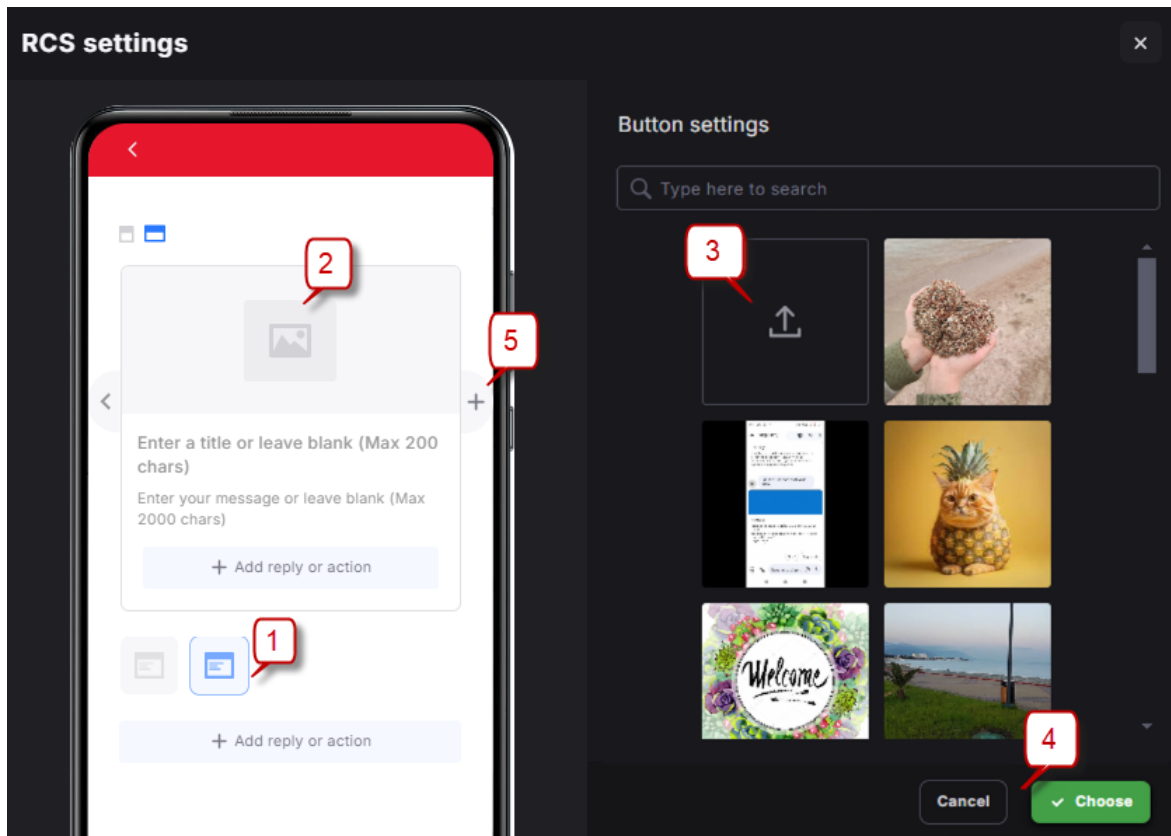 RCS settings
Button settings
Type here to search
3
2
5
Enter a title or leave blank (Max 200
chars)
Enter your message or leave blank (Max
2000 chars)
+ Add reply or action
1
Welcome
+ Add reply or action
4
Cancel
Choose